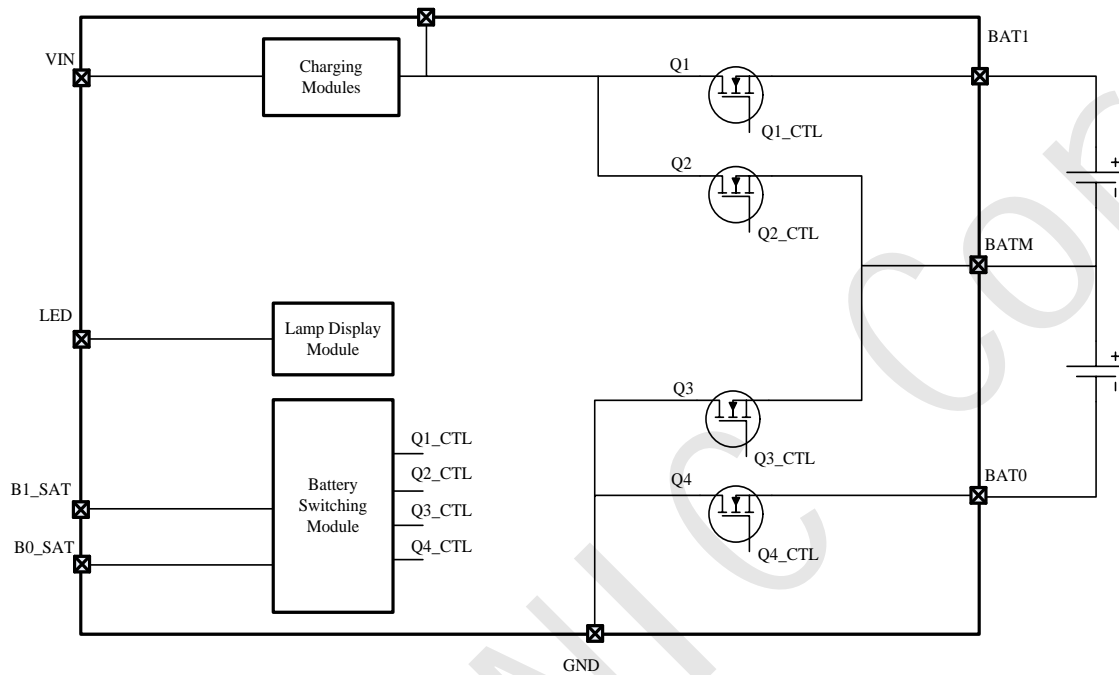 VIN
Charging
Modules
Q1
BAT1
Q1_CTL
+
-
Q2
Q2_CTL
BATM
LED
Lamp Display
Module
+
-
Q3
Q3_CTL
Q1_CTL
Q2_CTL
Q3_CTL
Q4_CTL
Battery
Switching
Module
B1_SAT
B0_SAT
Q4
BAT0
Q4_CTL
GND